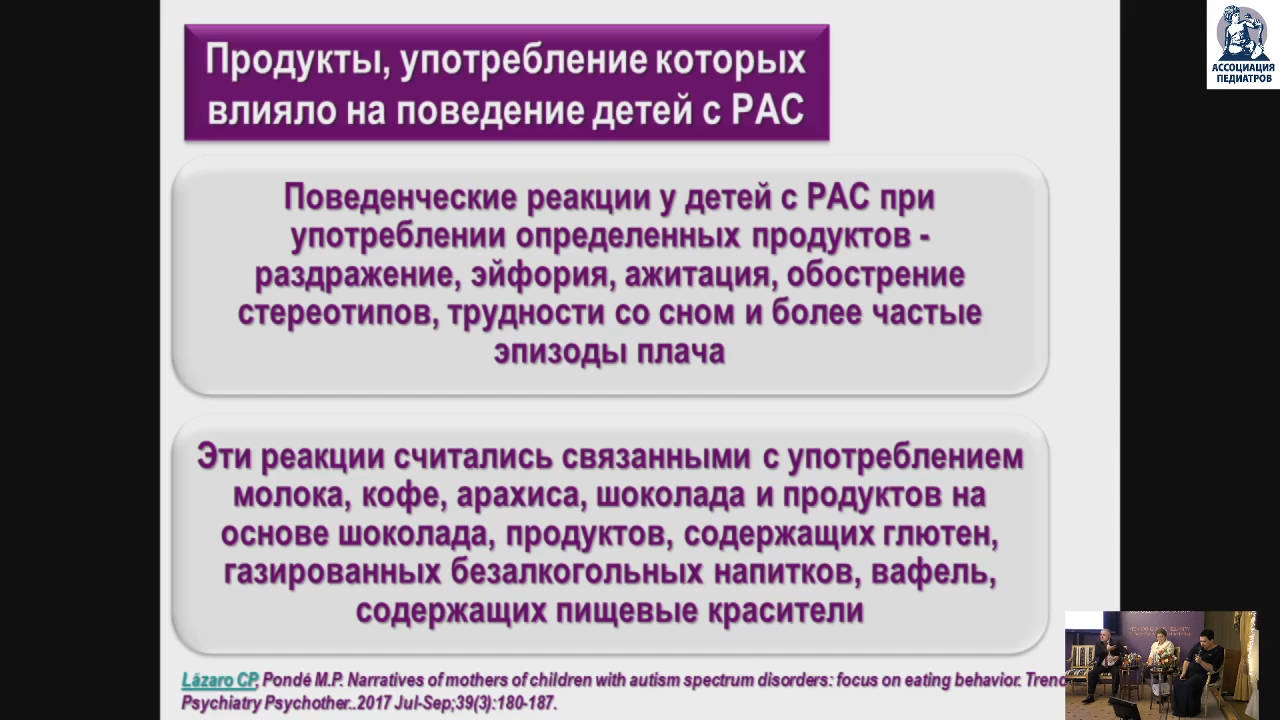 Продукты, употребление которых
влияло на поведение детей с РАС
АССОЦИАЦИЯ
ПЕДИАТРОВ
Поведенческие реакции у детей с РАС при
употреблении определенных продуктов -
раздражение, эйфория, ажитация, обострение
стереотипов, трудности со сном и более частые
эпизоды плача
Эти реакции считались связанными с употреблением
молока, кофе, арахиса, шоколада и продуктов на
основе шоколада, продуктов, содержащих глютен,
газированных безалкогольных напитков, вафель,
содержащих пищевые красители
Lázaro CP, Pondé M.P. Narratives of mothers of children with autism spectrum disorders: focus on eating behavior. Trend
Psychiatry Psychother..2017 Jul-Sep;39(3):180-187.